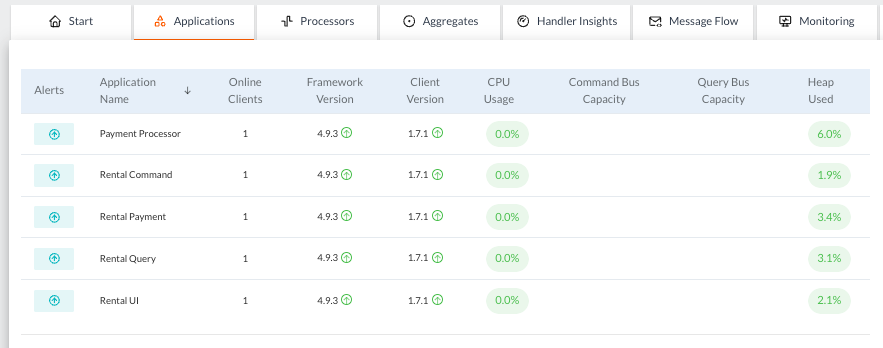 Start Applications Processors Aggregates Handler Insights Message Flow Monitoring
Alerts Application Name Online Clients Framework Version Client Version CPU Usage Command Bus Capacity Query Bus Capacity Heap Used
Payment Processor 1 4.9.3 1.7.1 0.0% 6.0%
Rental Command 1 4.9.3 1.7.1 0.0% 1.9%
Rental Payment 1 4.9.3 1.7.1 0.0% 3.4%
Rental Query 1 4.9.3 1.7.1 0.0% 3.1%
Rental UI 1 4.9.3 1.7.1 0.0% 2.1%